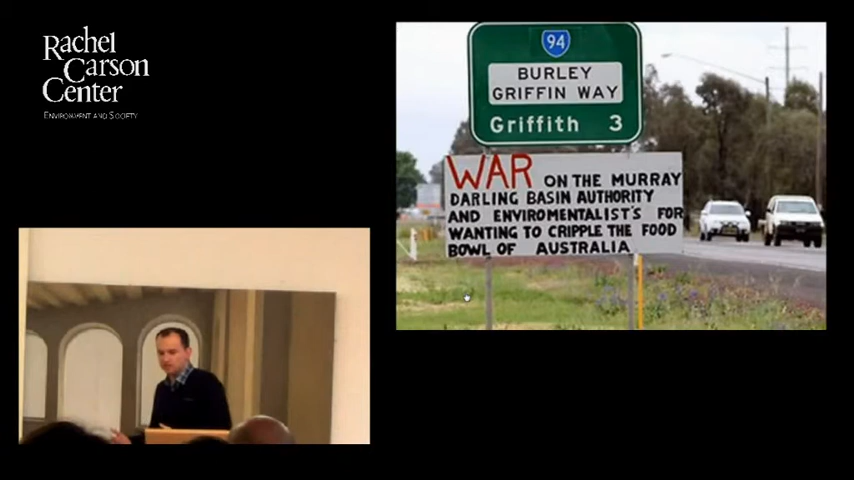 Rachel
Carson
Center
ENVIRONMENT AND SOCIETY
94
BURLEY
GRIFFIN WAY
Griffith 3
WAR ON THE MURRAY
DARLING BASIN AUTHORITY
AND ENVIROMENTALIST'S FOR
WANTING TO CRIPPLE THE FOOD
BOWL OF AUSTRALIA